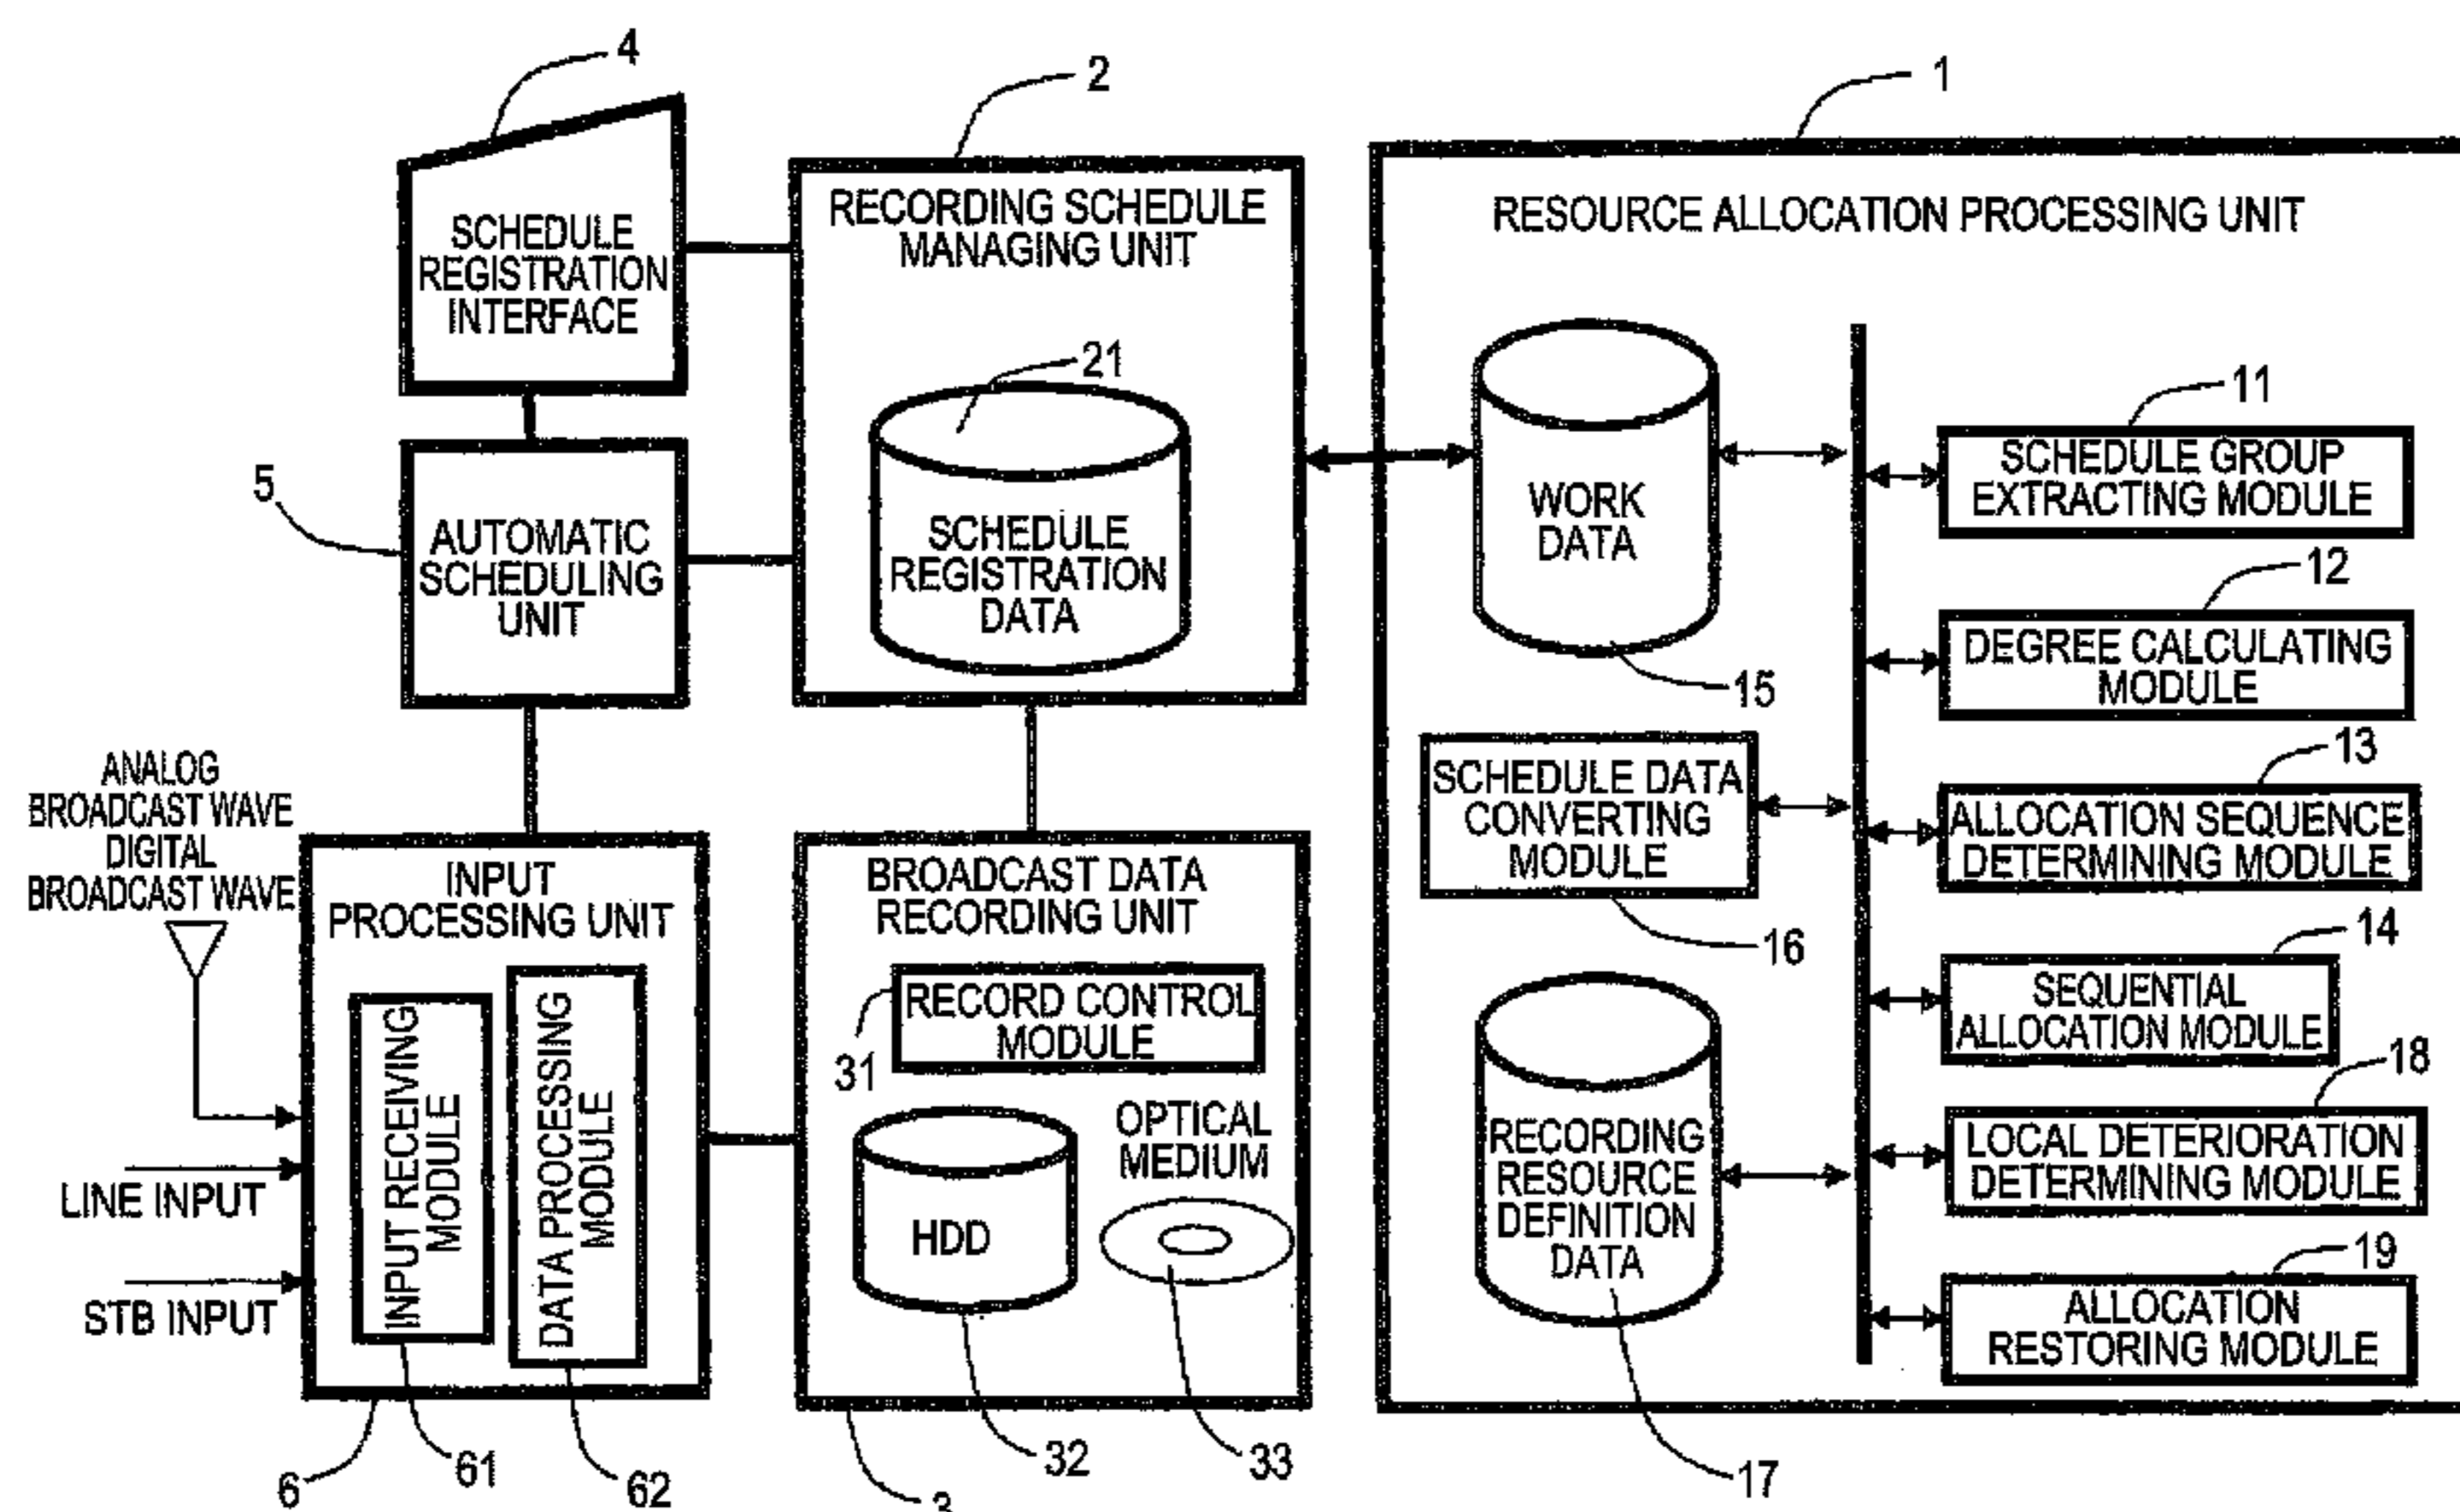 4
2
1
SCHEDULE
REGISTRATION
INTERFACE
RECORDING SCHEDULE
MANAGING UNIT
21
SCHEDULE
REGISTRATION
DATA
5
AUTOMATIC
SCHEDULING
UNIT
ANALOG
BROADCAST WAVE
DIGITAL
BROADCAST WAVE
LINE INPUT
STB INPUT
INPUT
PROCESSING UNIT
INPUT RECEIVING
MODULE
DATA PROCESSING
MODULE
6
61
62
BROADCAST DATA
RECORDING UNIT
RECORD CONTROL
MODULE
31
HDD
OPTICAL
MEDIUM
32
33
3
RESOURCE ALLOCATION PROCESSING UNIT
WORK
DATA
15
SCHEDULE DATA
CONVERTING
MODULE
16
RECORDING
RESOURCE
DEFINITION
DATA
17
11
SCHEDULE GROUP
EXTRACTING MODULE
12
DEGREE CALCULATING
MODULE
13
ALLOCATION SEQUENCE
DETERMINING MODULE
14
SEQUENTIAL
ALLOCATION MODULE
18
LOCAL DETERIORATION
DETERMINING MODULE
19
ALLOCATION
RESTORING MODULE